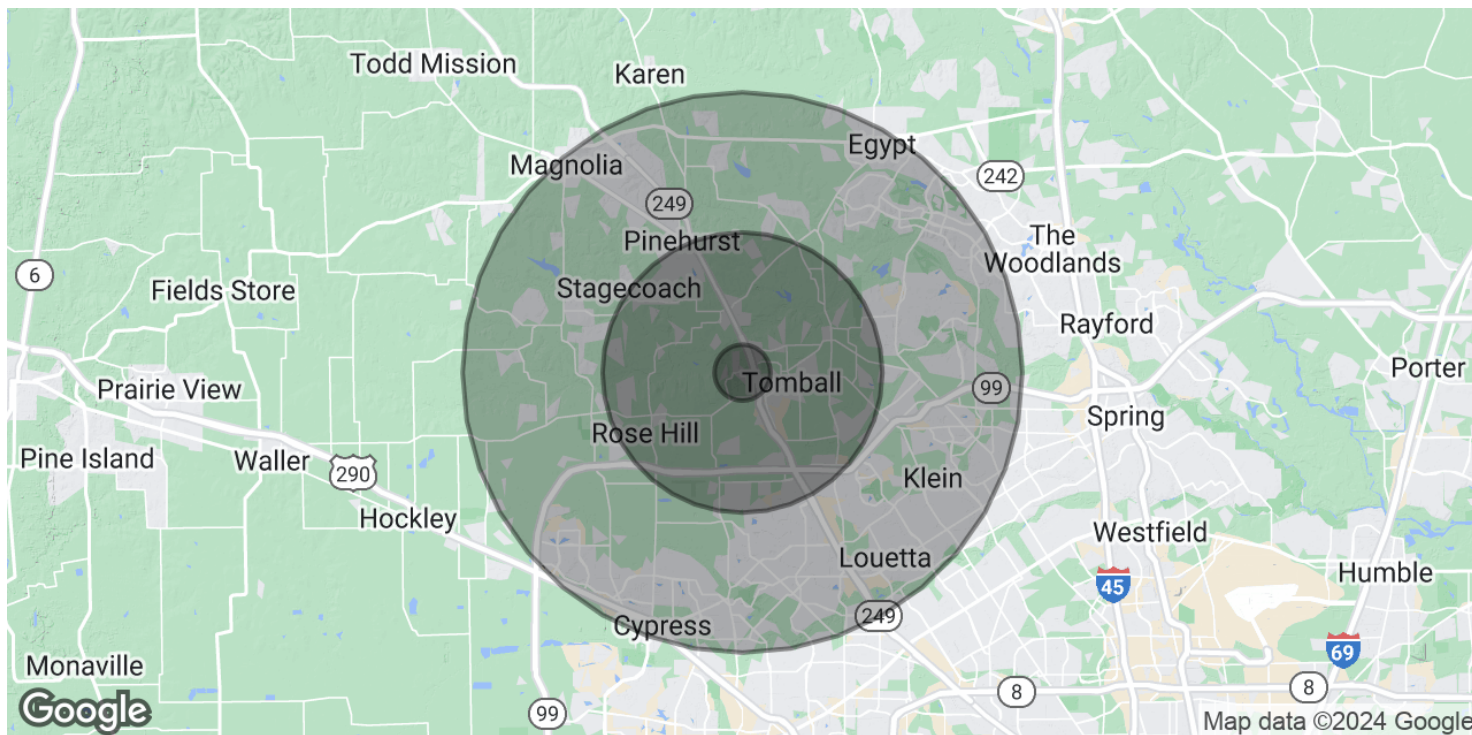 Todd Mission
Karen
Egypt
Magnolia
242
249
Pinehurst
The
Woodlands
6
Fields Store
Stagecoach
Rayford
Porter
Prairie View
Tomball
99
Spring
Rose Hill
Pine Island
Waller
290
Klein
Hockley
Westfield
Louetta
45
Humble
249
Cypress
69
Monaville
8
8
Google
99
Map data ©2024 Google